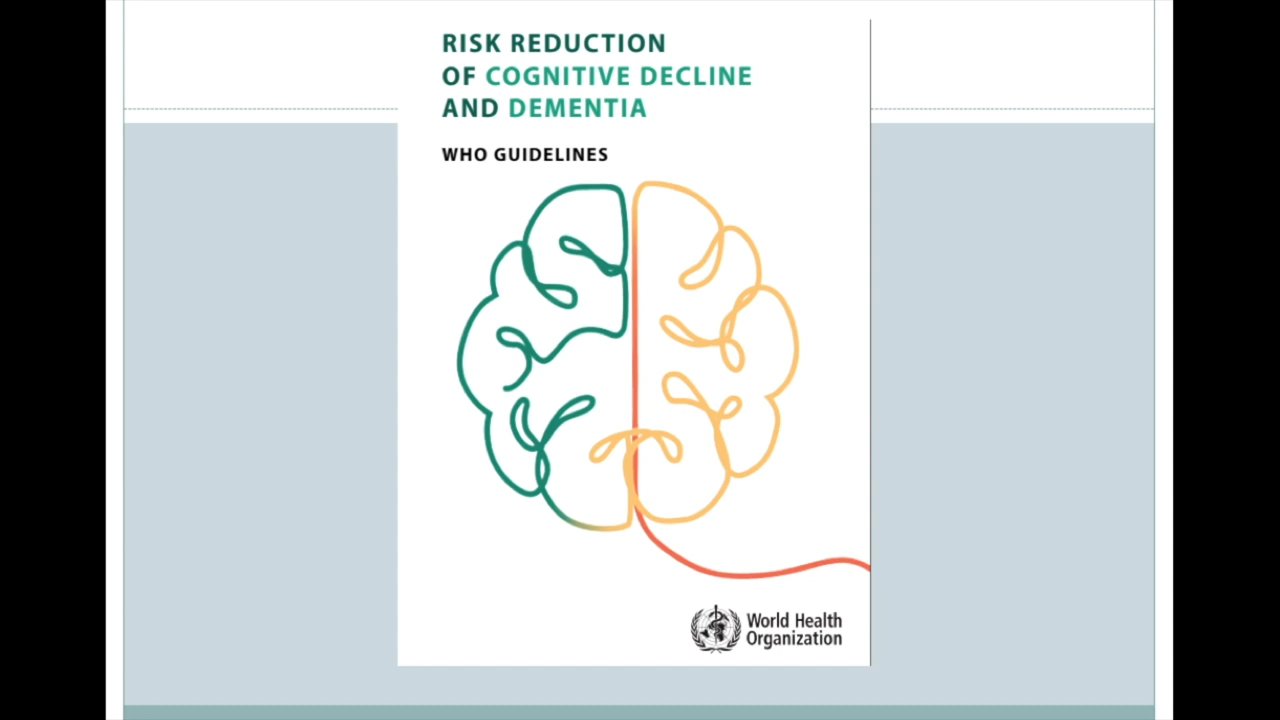 RISK REDUCTION
OF COGNITIVE DECLINE
AND DEMENTIA
WHO GUIDELINES
World Health
Organization